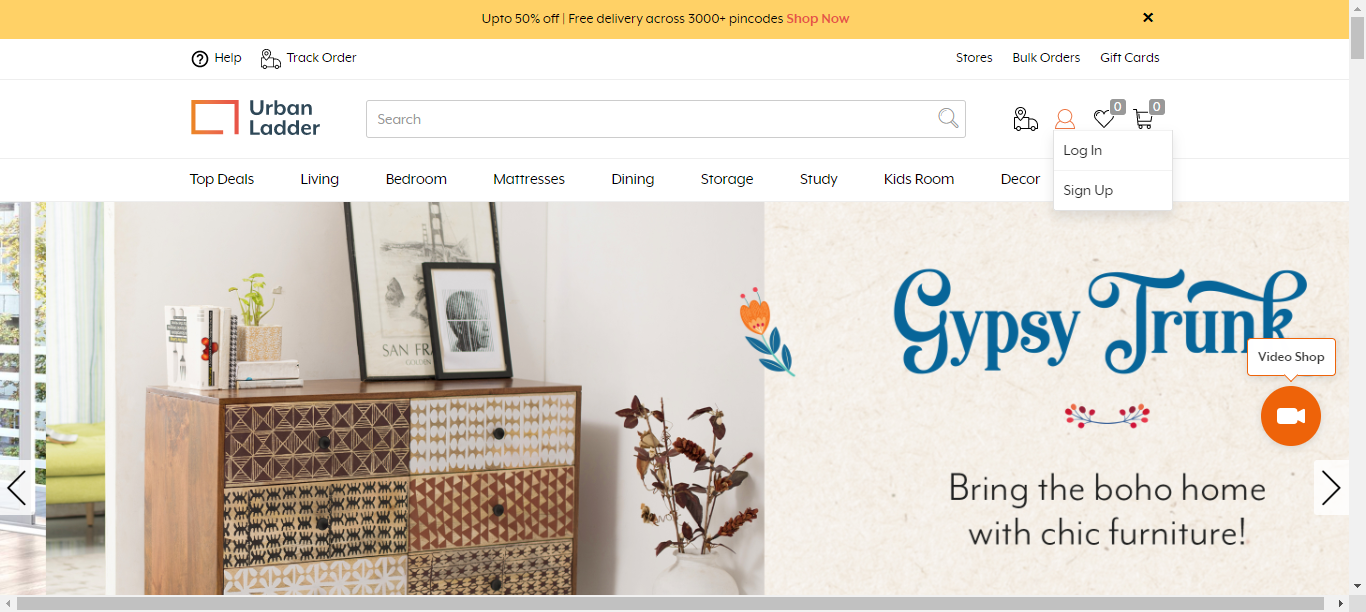 Upto 50% off | Free delivery across 3000+ pincodes Shop Now
Help
Track Order
Stores
Bulk Orders
Gift Cards
Urban
Ladder
Search
0
0
Log In
Sign Up
Top Deals
Living
Bedroom
Mattresses
Dining
Storage
Study
Kids Room
Decor
SAN FRA
GOLDEN
Gypsy Trunk
Video Shop
Bring the boho home
with chic furniture!